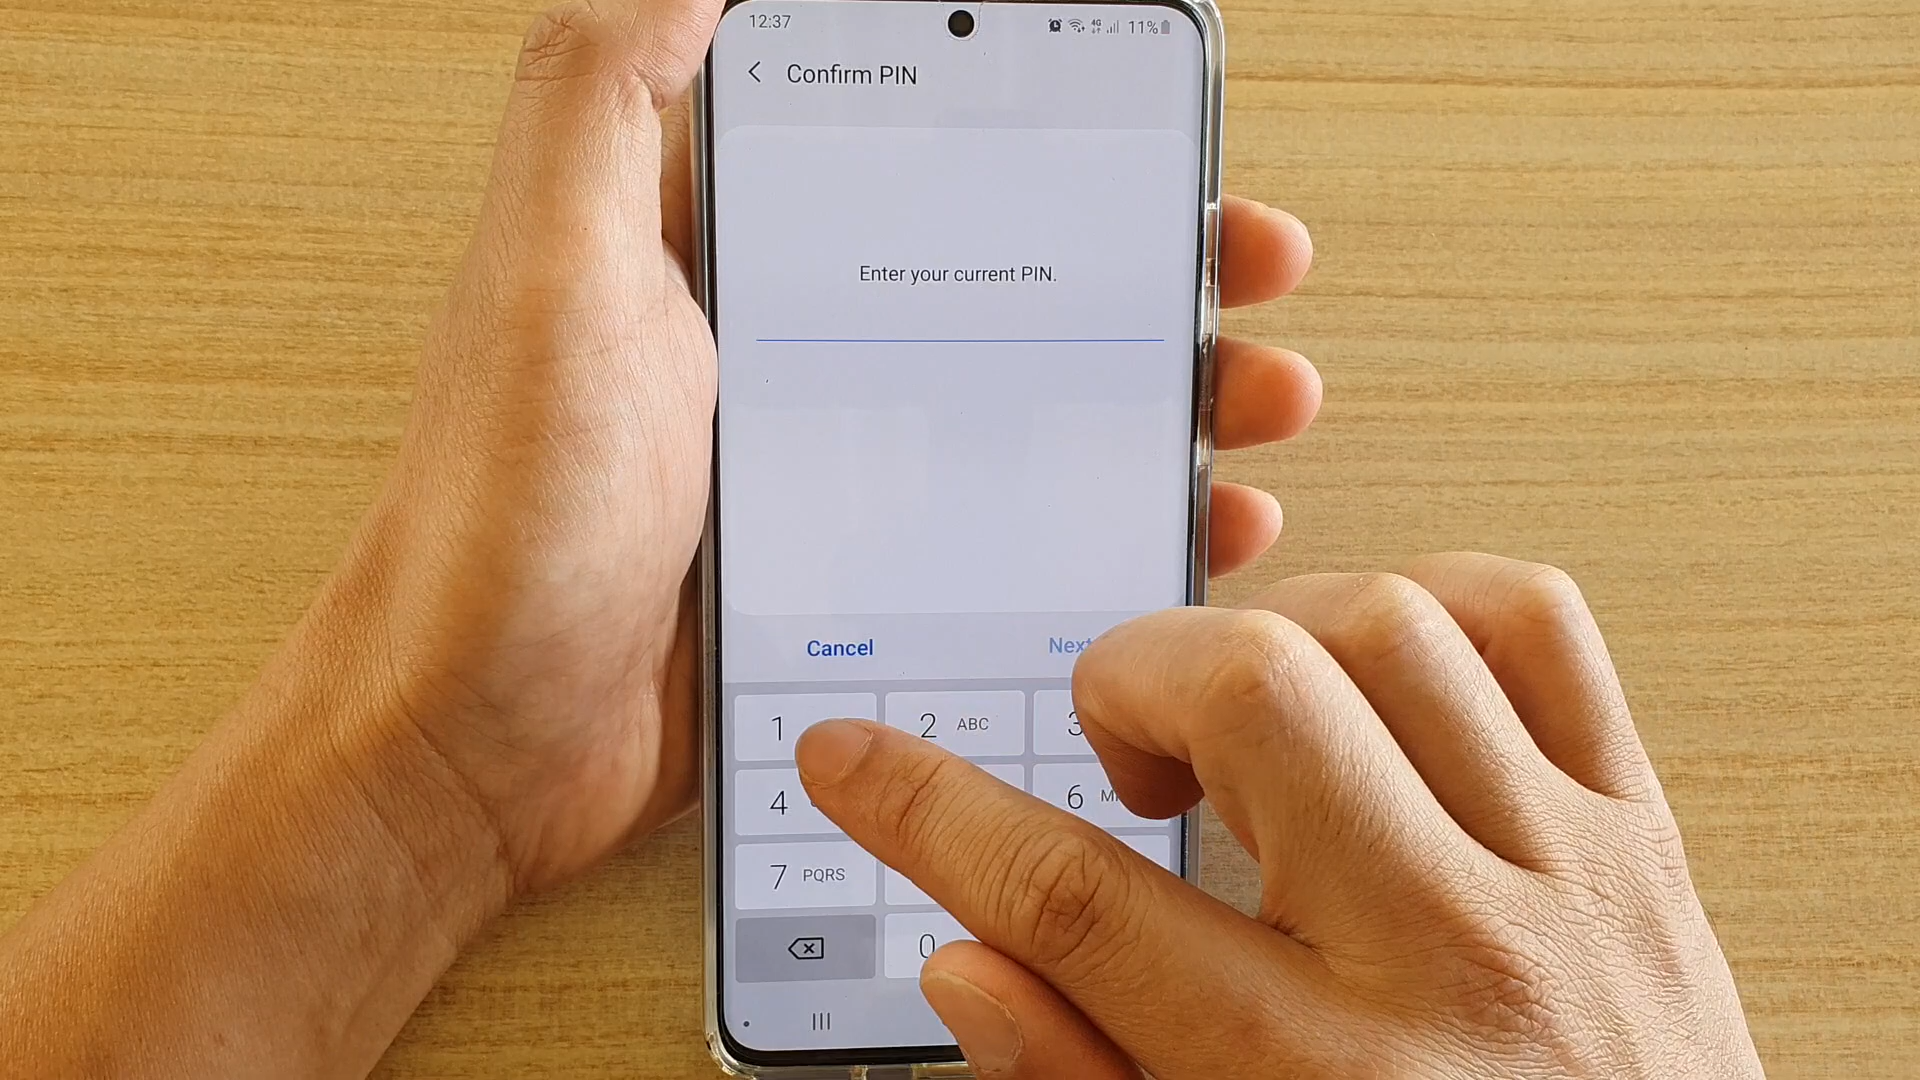 12:37 4G 11%
Confirm PIN
Enter your current PIN.
Cancel Next
1 2 ABC 3
4 6
7 PQRS
0